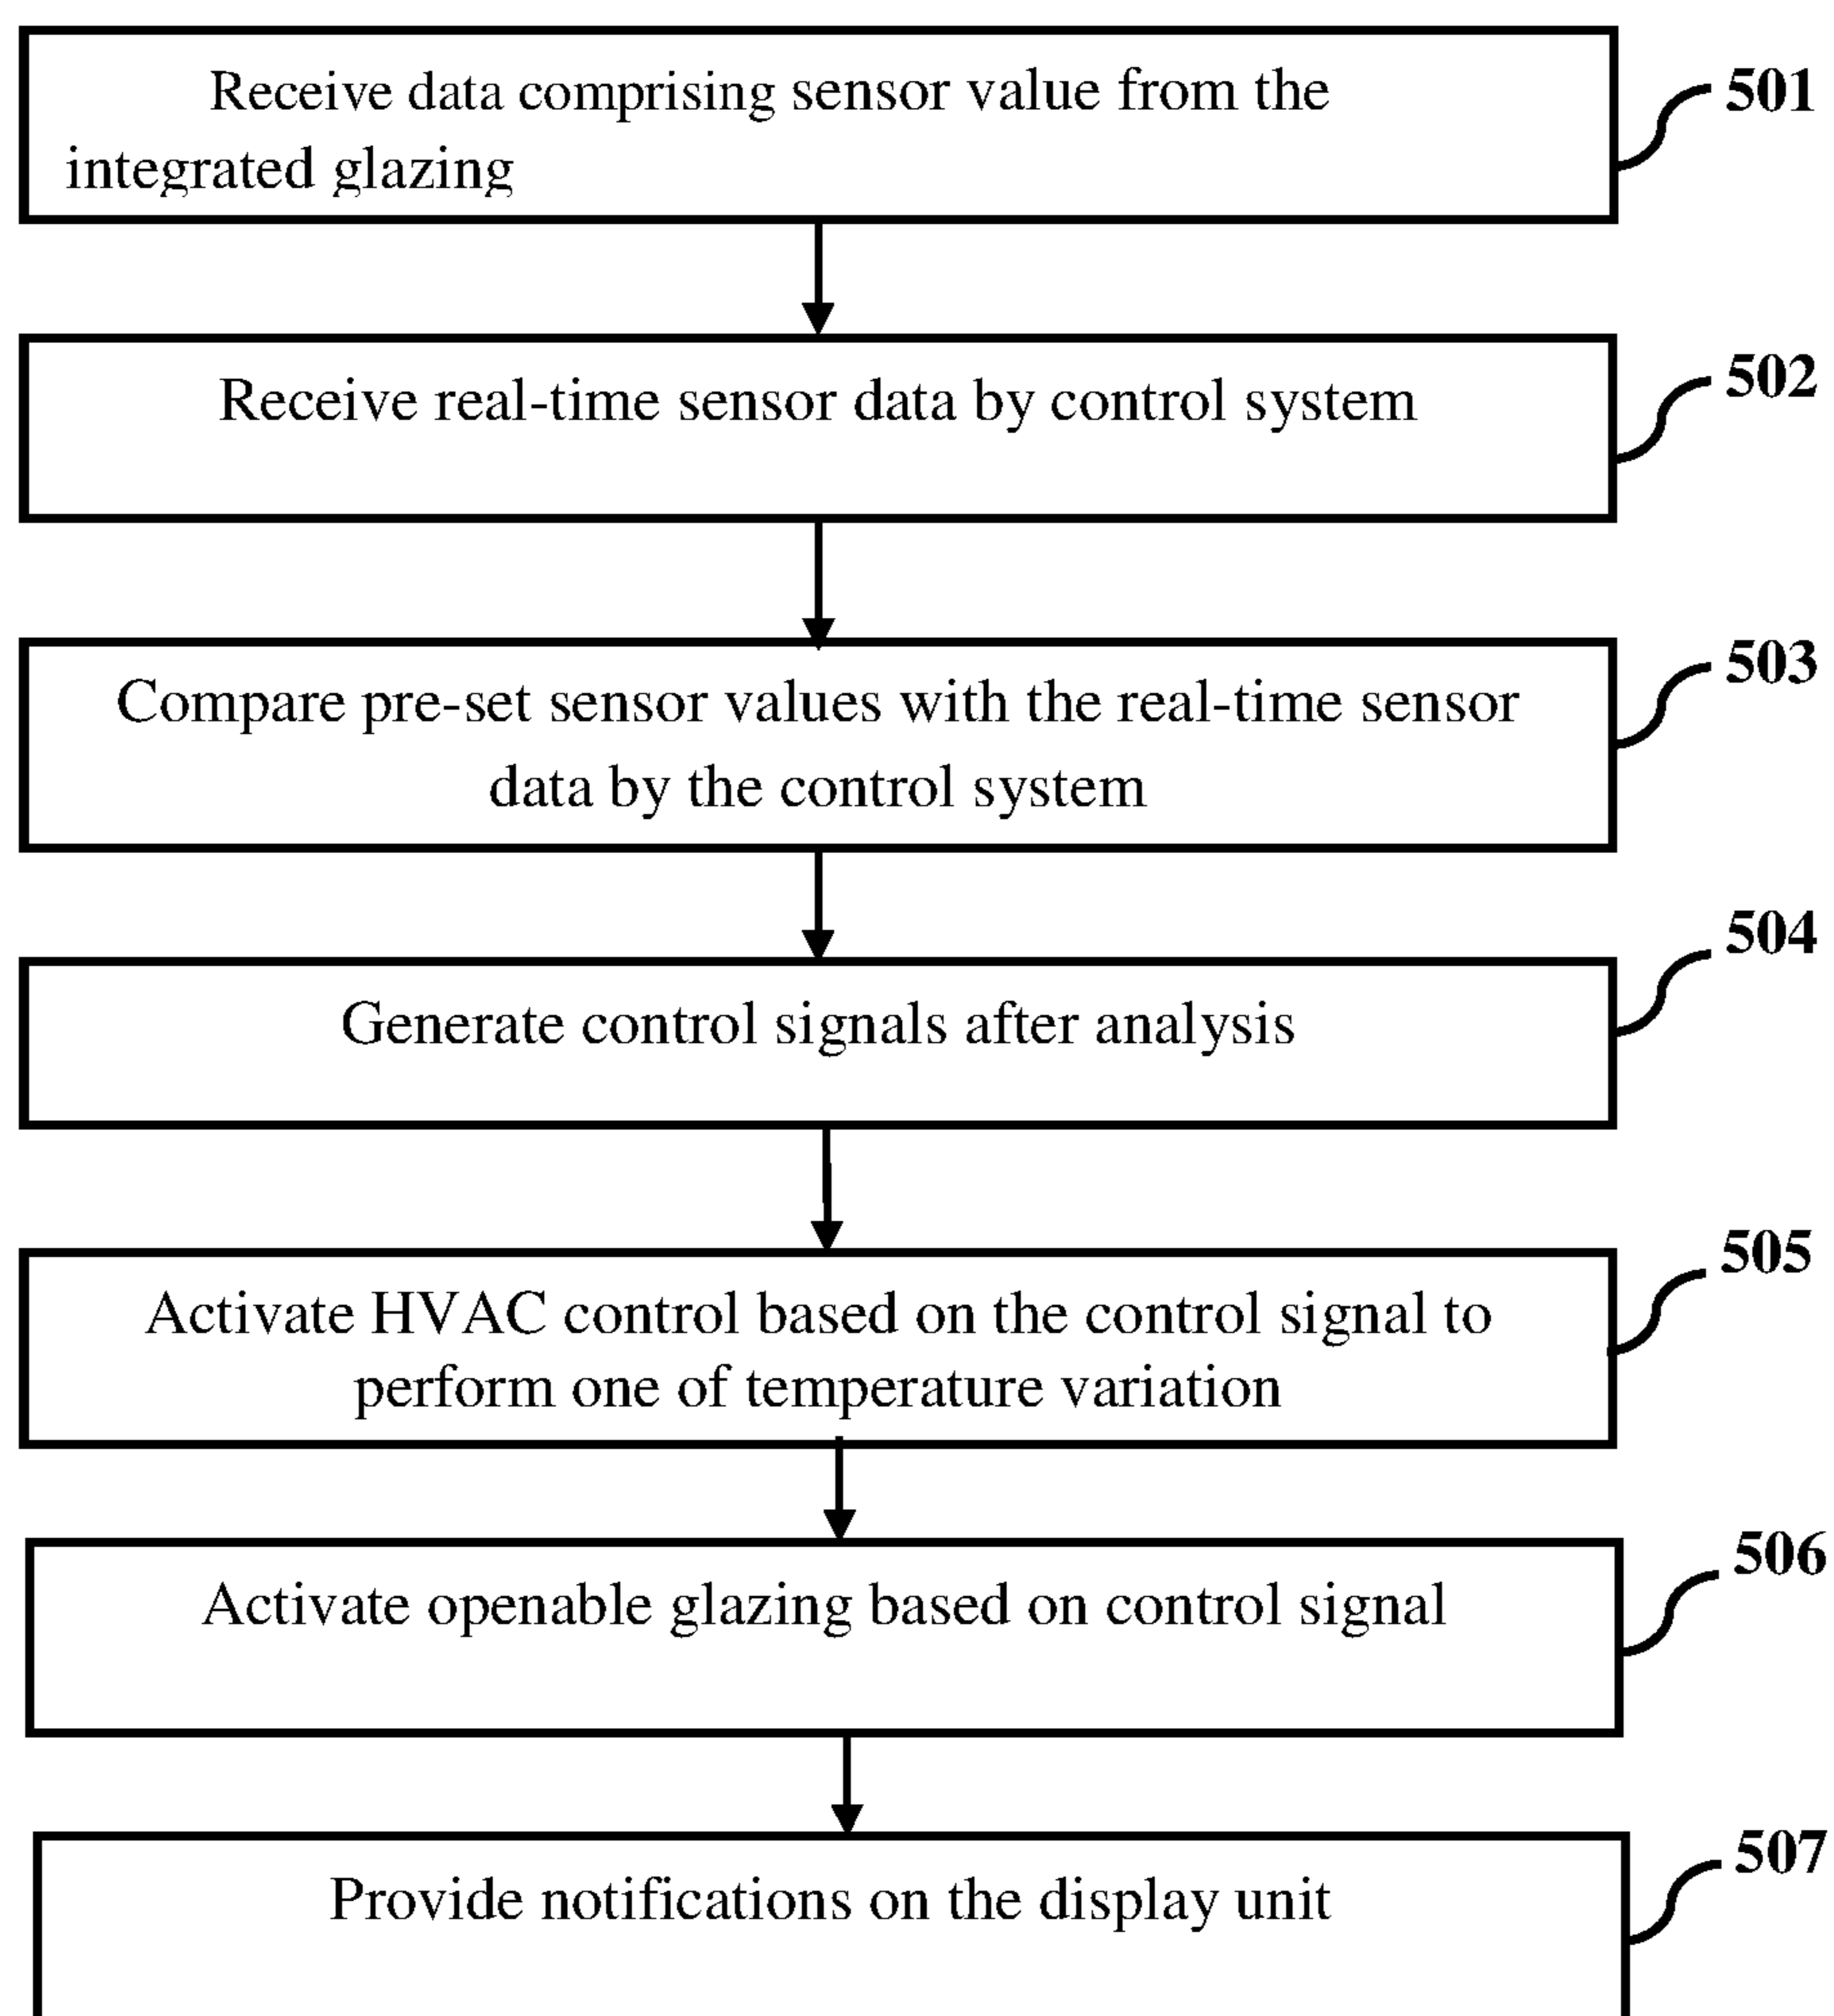 Receive data comprising sensor value from the
integrated glazing
501
Receive real-time sensor data by control system
502
Compare pre-set sensor values with the real-time sensor
data by the control system
503
Generate control signals after analysis
504
Activate HVAC control based on the control signal to
perform one of temperature variation
505
Activate openable glazing based on control signal
506
Provide notifications on the display unit
507